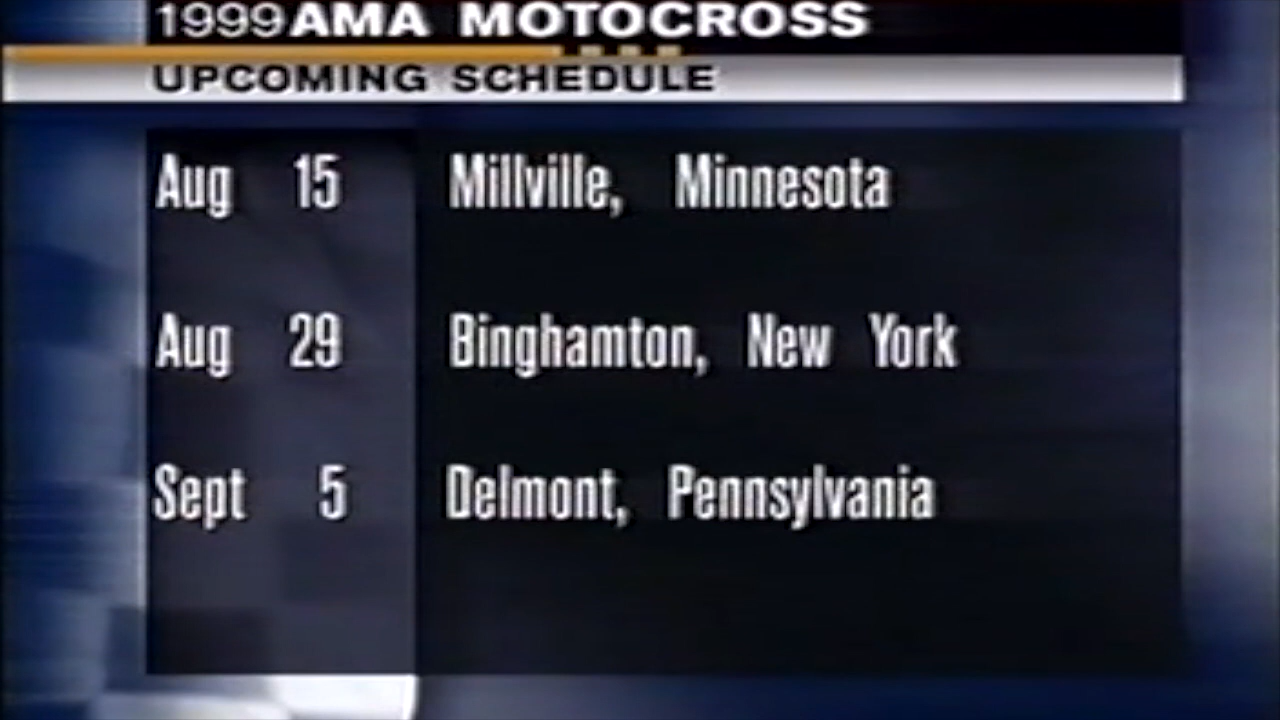 1999 AMA MOTOCROSS
UPCOMING SCHEDULE
Aug 15 Millville, Minnesota
Aug 29 Binghamton, New York
Sept 5 Delmont, Pennsylvania